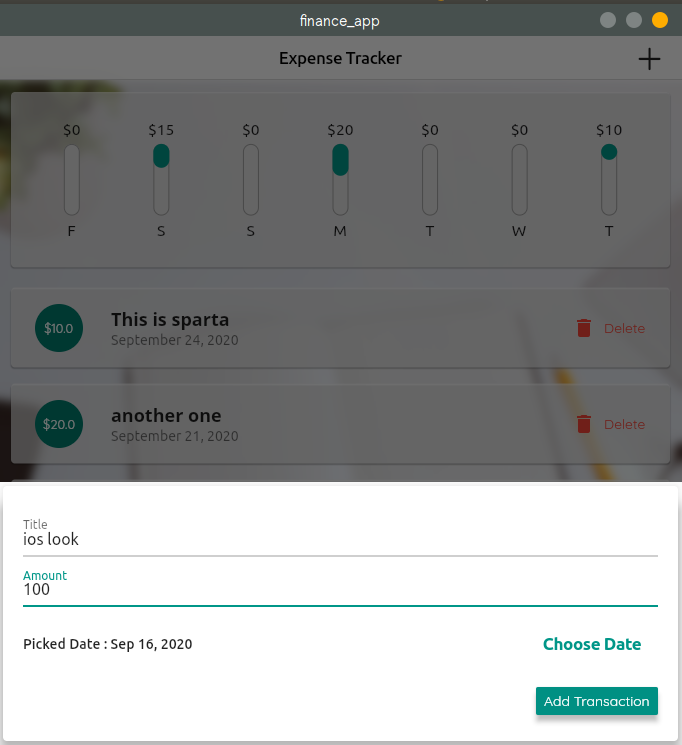 finance_app
Expense Tracker
$0 $15 $0 $20 $0 $0 $10
F S S M T W T
$10.0 This is sparta Delete
September 24, 2020
$20.0 another one Delete
September 21, 2020
Title
ios look
Amount
100
Picked Date : Sep 16, 2020 Choose Date
Add Transaction